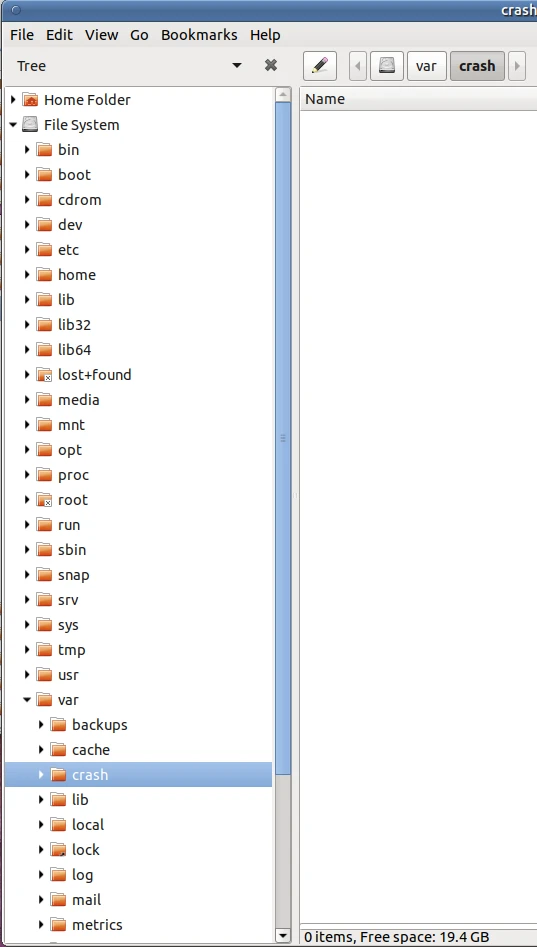 crash
File Edit View Go Bookmarks Help
Tree
var crash
Name
Home Folder
File System
bin
boot
cdrom
dev
etc
home
lib
lib32
lib64
lost+found
media
mnt
opt
proc
root
run
sbin
snap
srv
sys
tmp
usr
var
backups
cache
crash
lib
local
lock
log
mail
metrics
0 items, Free space: 19.4 GB